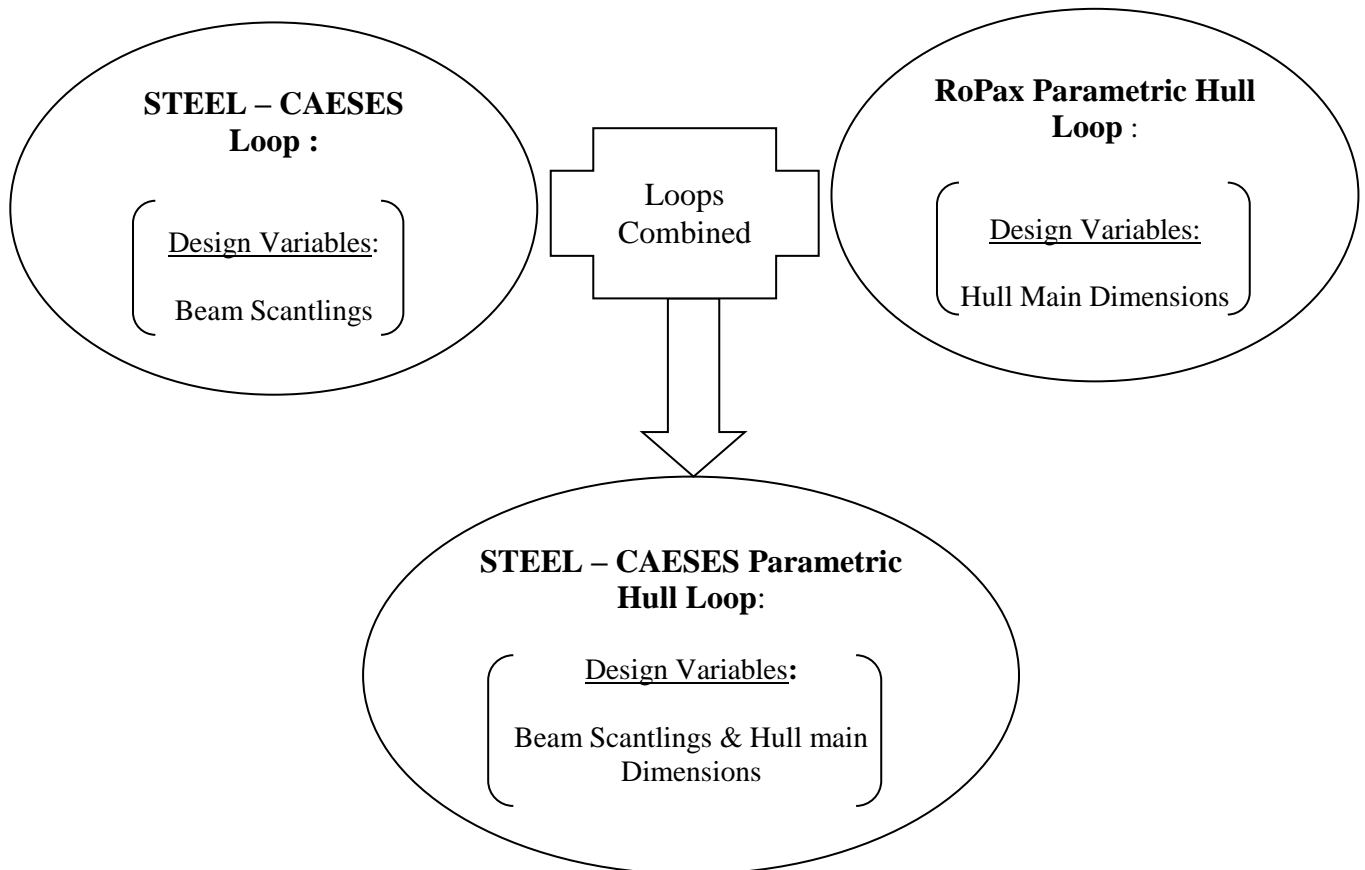 STEEL – CAESES
Loop :
Design Variables:
Beam Scantlings
Loops
Combined
RoPax Parametric Hull
Loop :
Design Variables:
Hull Main Dimensions
STEEL – CAESES Parametric
Hull Loop:
Design Variables:
Beam Scantlings & Hull main
Dimensions